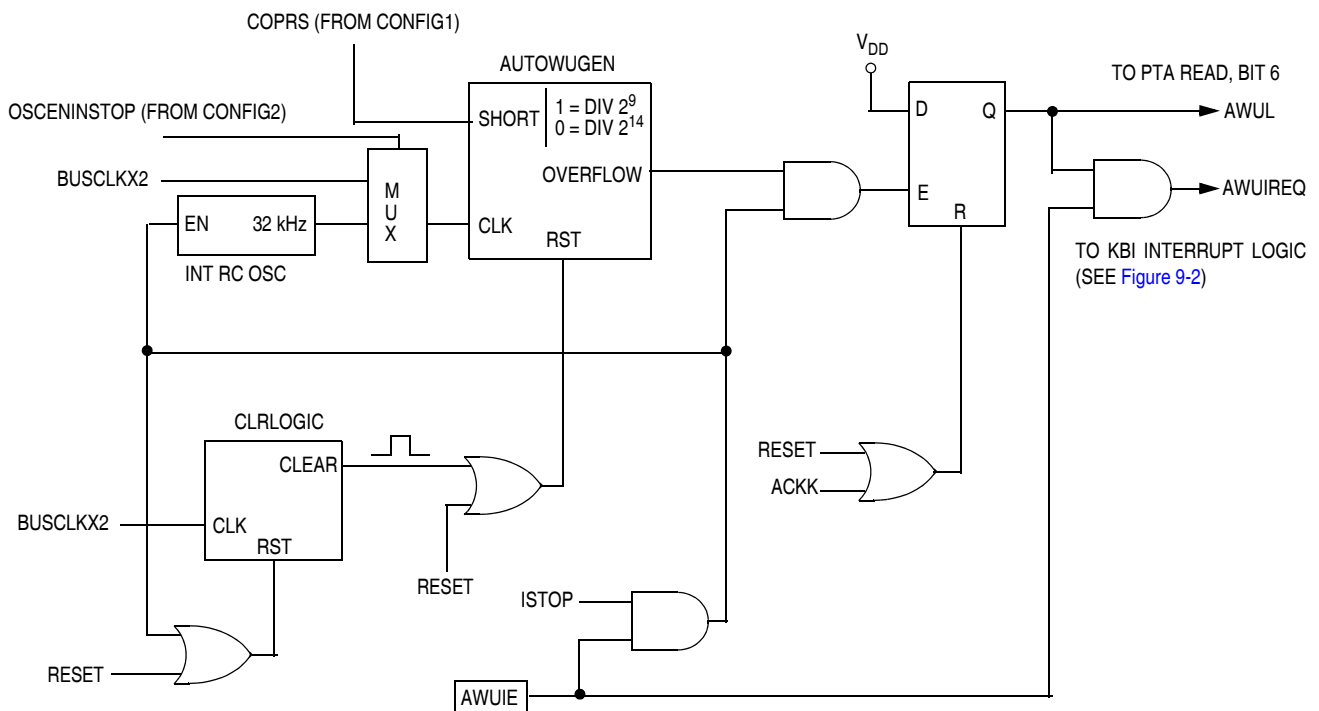 COPRS (FROM CONFIG1)
V_DD
AUTOWUGEN
TO PTA READ, BIT 6
SHORT
1 = DIV 2^9
0 = DIV 2^14
OSCENINSTOP (FROM CONFIG2)
D
Q
AWUL
BUSCLKX2
MUX
OVERFLOW
E
AWUIREQ
EN
32 kHz
CLK
RST
R
INT RC OSC
TO KBI INTERRUPT LOGIC
(SEE Figure 9-2)
CLRLOGIC
CLEAR
RESET
ACKK
BUSCLKX2
CLK
RST
RESET
ISTOP
RESET
AWUIE